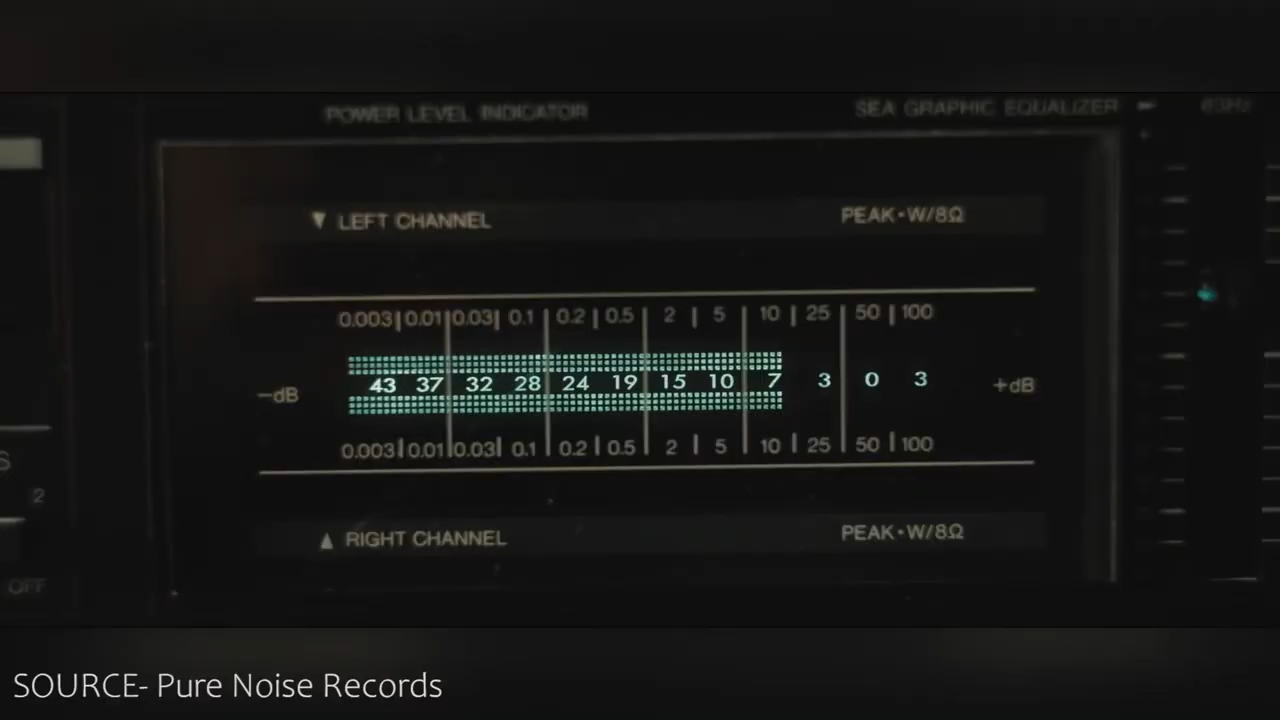 POWER LEVEL INDICATOR
SEA GRAPHIC EQUALIZER
63Hz
▼ LEFT CHANNEL
PEAK•W/8Ω
0.003|0.01|0.03|0.1|0.2|0.5|2|5|10|25|50|100
-dB 43 37 32 28 24 19 15 10 7 3 0 3 +dB
0.003|0.01|0.03|0.1|0.2|0.5|2|5|10|25|50|100
S
2
▲ RIGHT CHANNEL
PEAK•W/8Ω
OFF
SOURCE- Pure Noise Records